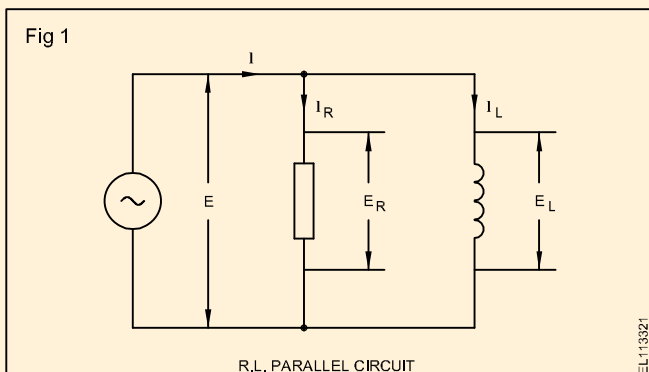 Fig 1
I
I R
I L
E
E R
E L
R.L. PARALLEL CIRCUIT
EL113321